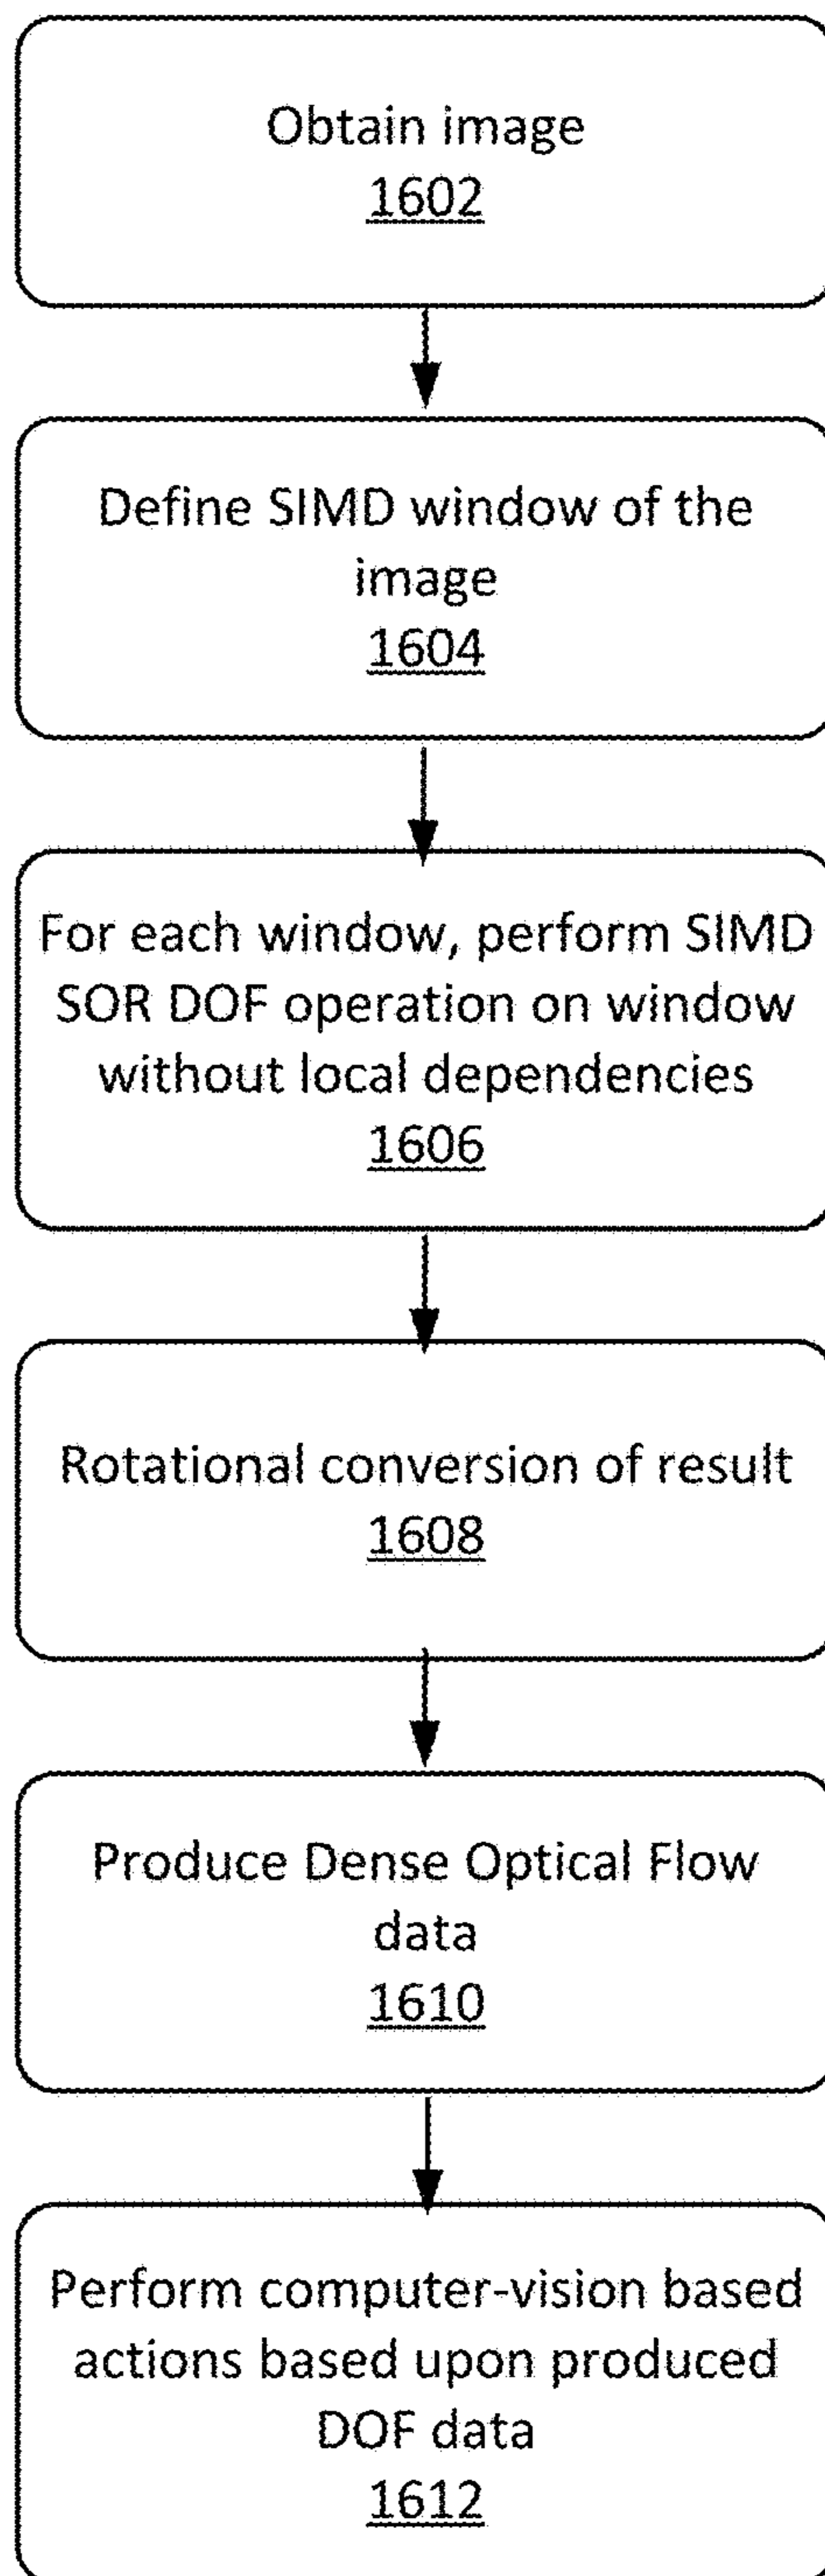 Obtain image
1602
Define SIMD window of the
image
1604
For each window, perform SIMD
SOR DOF operation on window
without local dependencies
1606
Rotational conversion of result
1608
Produce Dense Optical Flow
data
1610
Perform computer-vision based
actions based upon produced
DOF data
1612